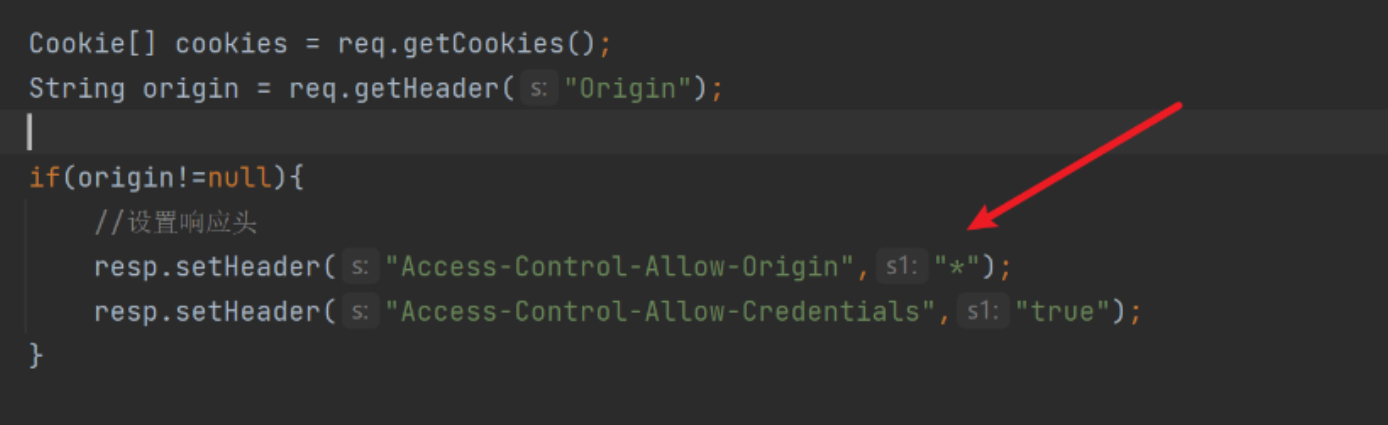 Cookie[] cookies = req.getCookies();
String origin = req.getHeader( s: "Origin");
if(origin!=null){
//设置响应头
resp.setHeader( s: "Access-Control-Allow-Origin", s1: "*");
resp.setHeader( s: "Access-Control-Allow-Credentials", s1: "true");
}